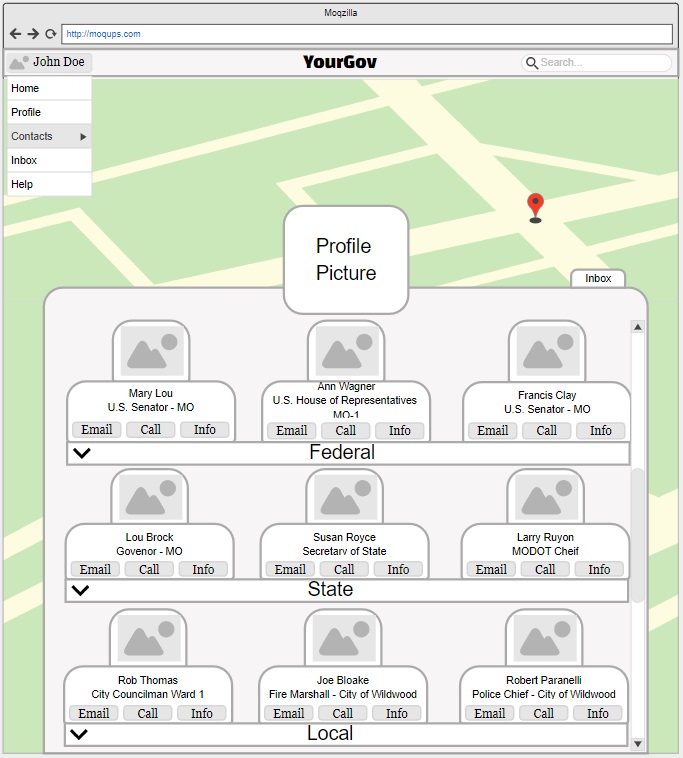 Moqzilla
http://moqups.com
John Doe
YourGov
Search...
Home
Profile
Contacts
Inbox
Help
Profile
Picture
Inbox
Mary Lou
U.S. Senator - MO
Email Call Info
Ann Wagner
U.S. House of Representatives
MO-1
Email Call Info
Francis Clay
U.S. Senator - MO
Email Call Info
Federal
Lou Brock
Govenor - MO
Email Call Info
Susan Royce
Secretary of State
Email Call Info
Larry Ruyon
MODOT Cheif
Email Call Info
State
Rob Thomas
City Councilman Ward 1
Email Call Info
Joe Bloake
Fire Marshall - City of Wildwood
Email Call Info
Robert Paranelli
Police Chief - City of Wildwood
Email Call Info
Local